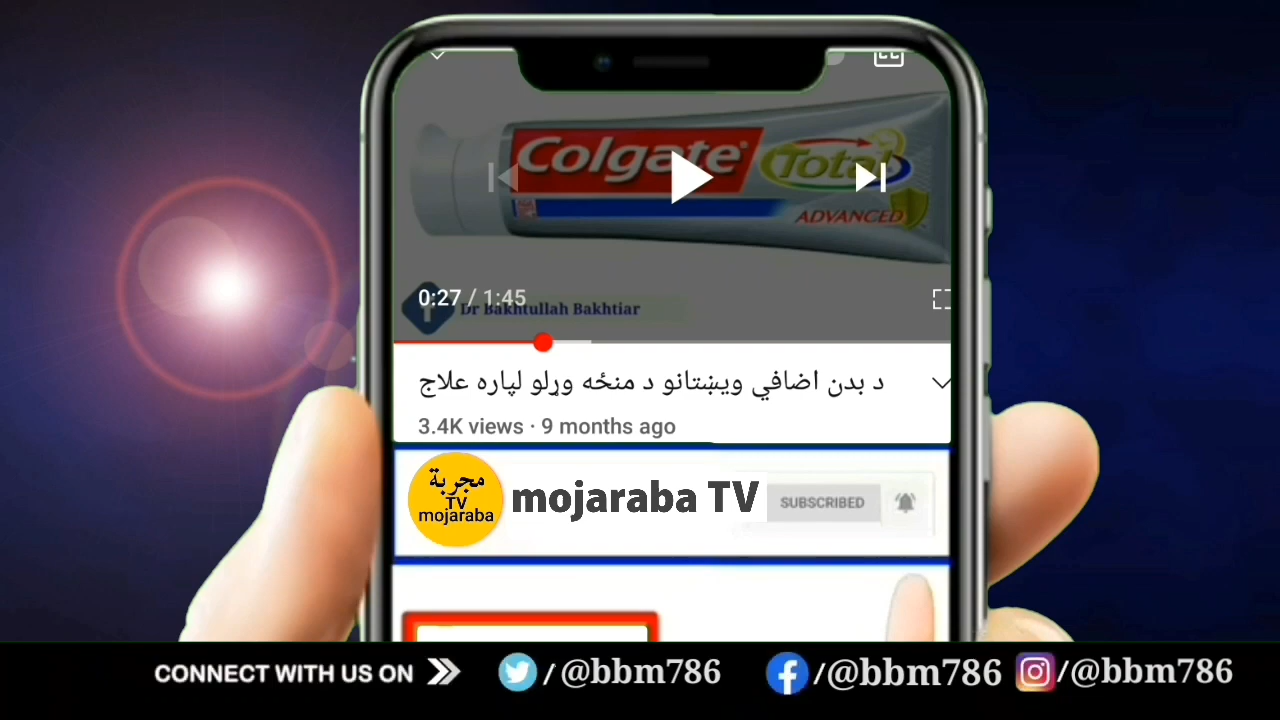 CC
Colgate
Total
ADVANCED
0:27 / 1:45
Dr Bakhtullah Bakhtiar
د بدن اضافي ویښتانو د منځه وړلو لپاره علاج
3.4K views · 9 months ago
مجربة
TV
mojaraba
mojaraba TV
SUBSCRIBED
CONNECT WITH US ON
/@bbm786
/@bbm786
/@bbm786